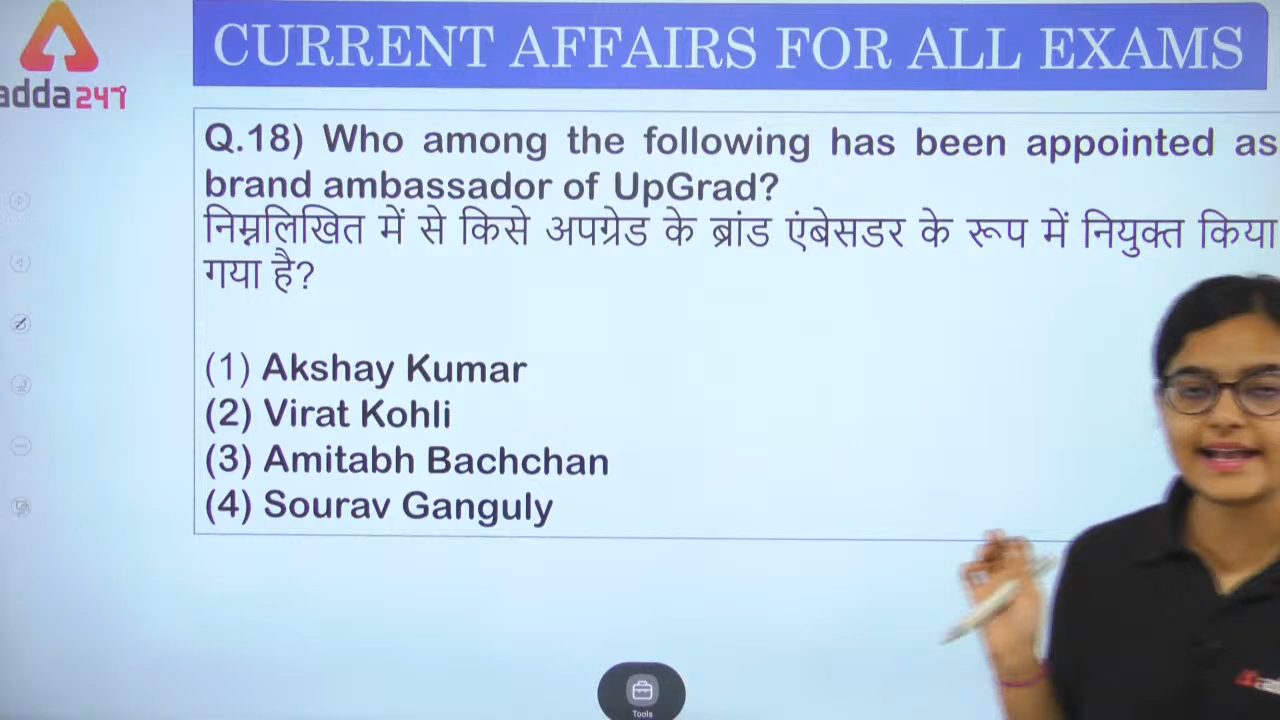 CURRENT AFFAIRS FOR ALL EXAMS
adda247
Q.18) Who among the following has been appointed as
brand ambassador of UpGrad?
निम्नलिखित में से किसे अपग्रेड के ब्रांड एंबेसडर के रूप में नियुक्त किया
गया है?
(1) Akshay Kumar
(2) Virat Kohli
(3) Amitabh Bachchan
(4) Sourav Ganguly
Tools